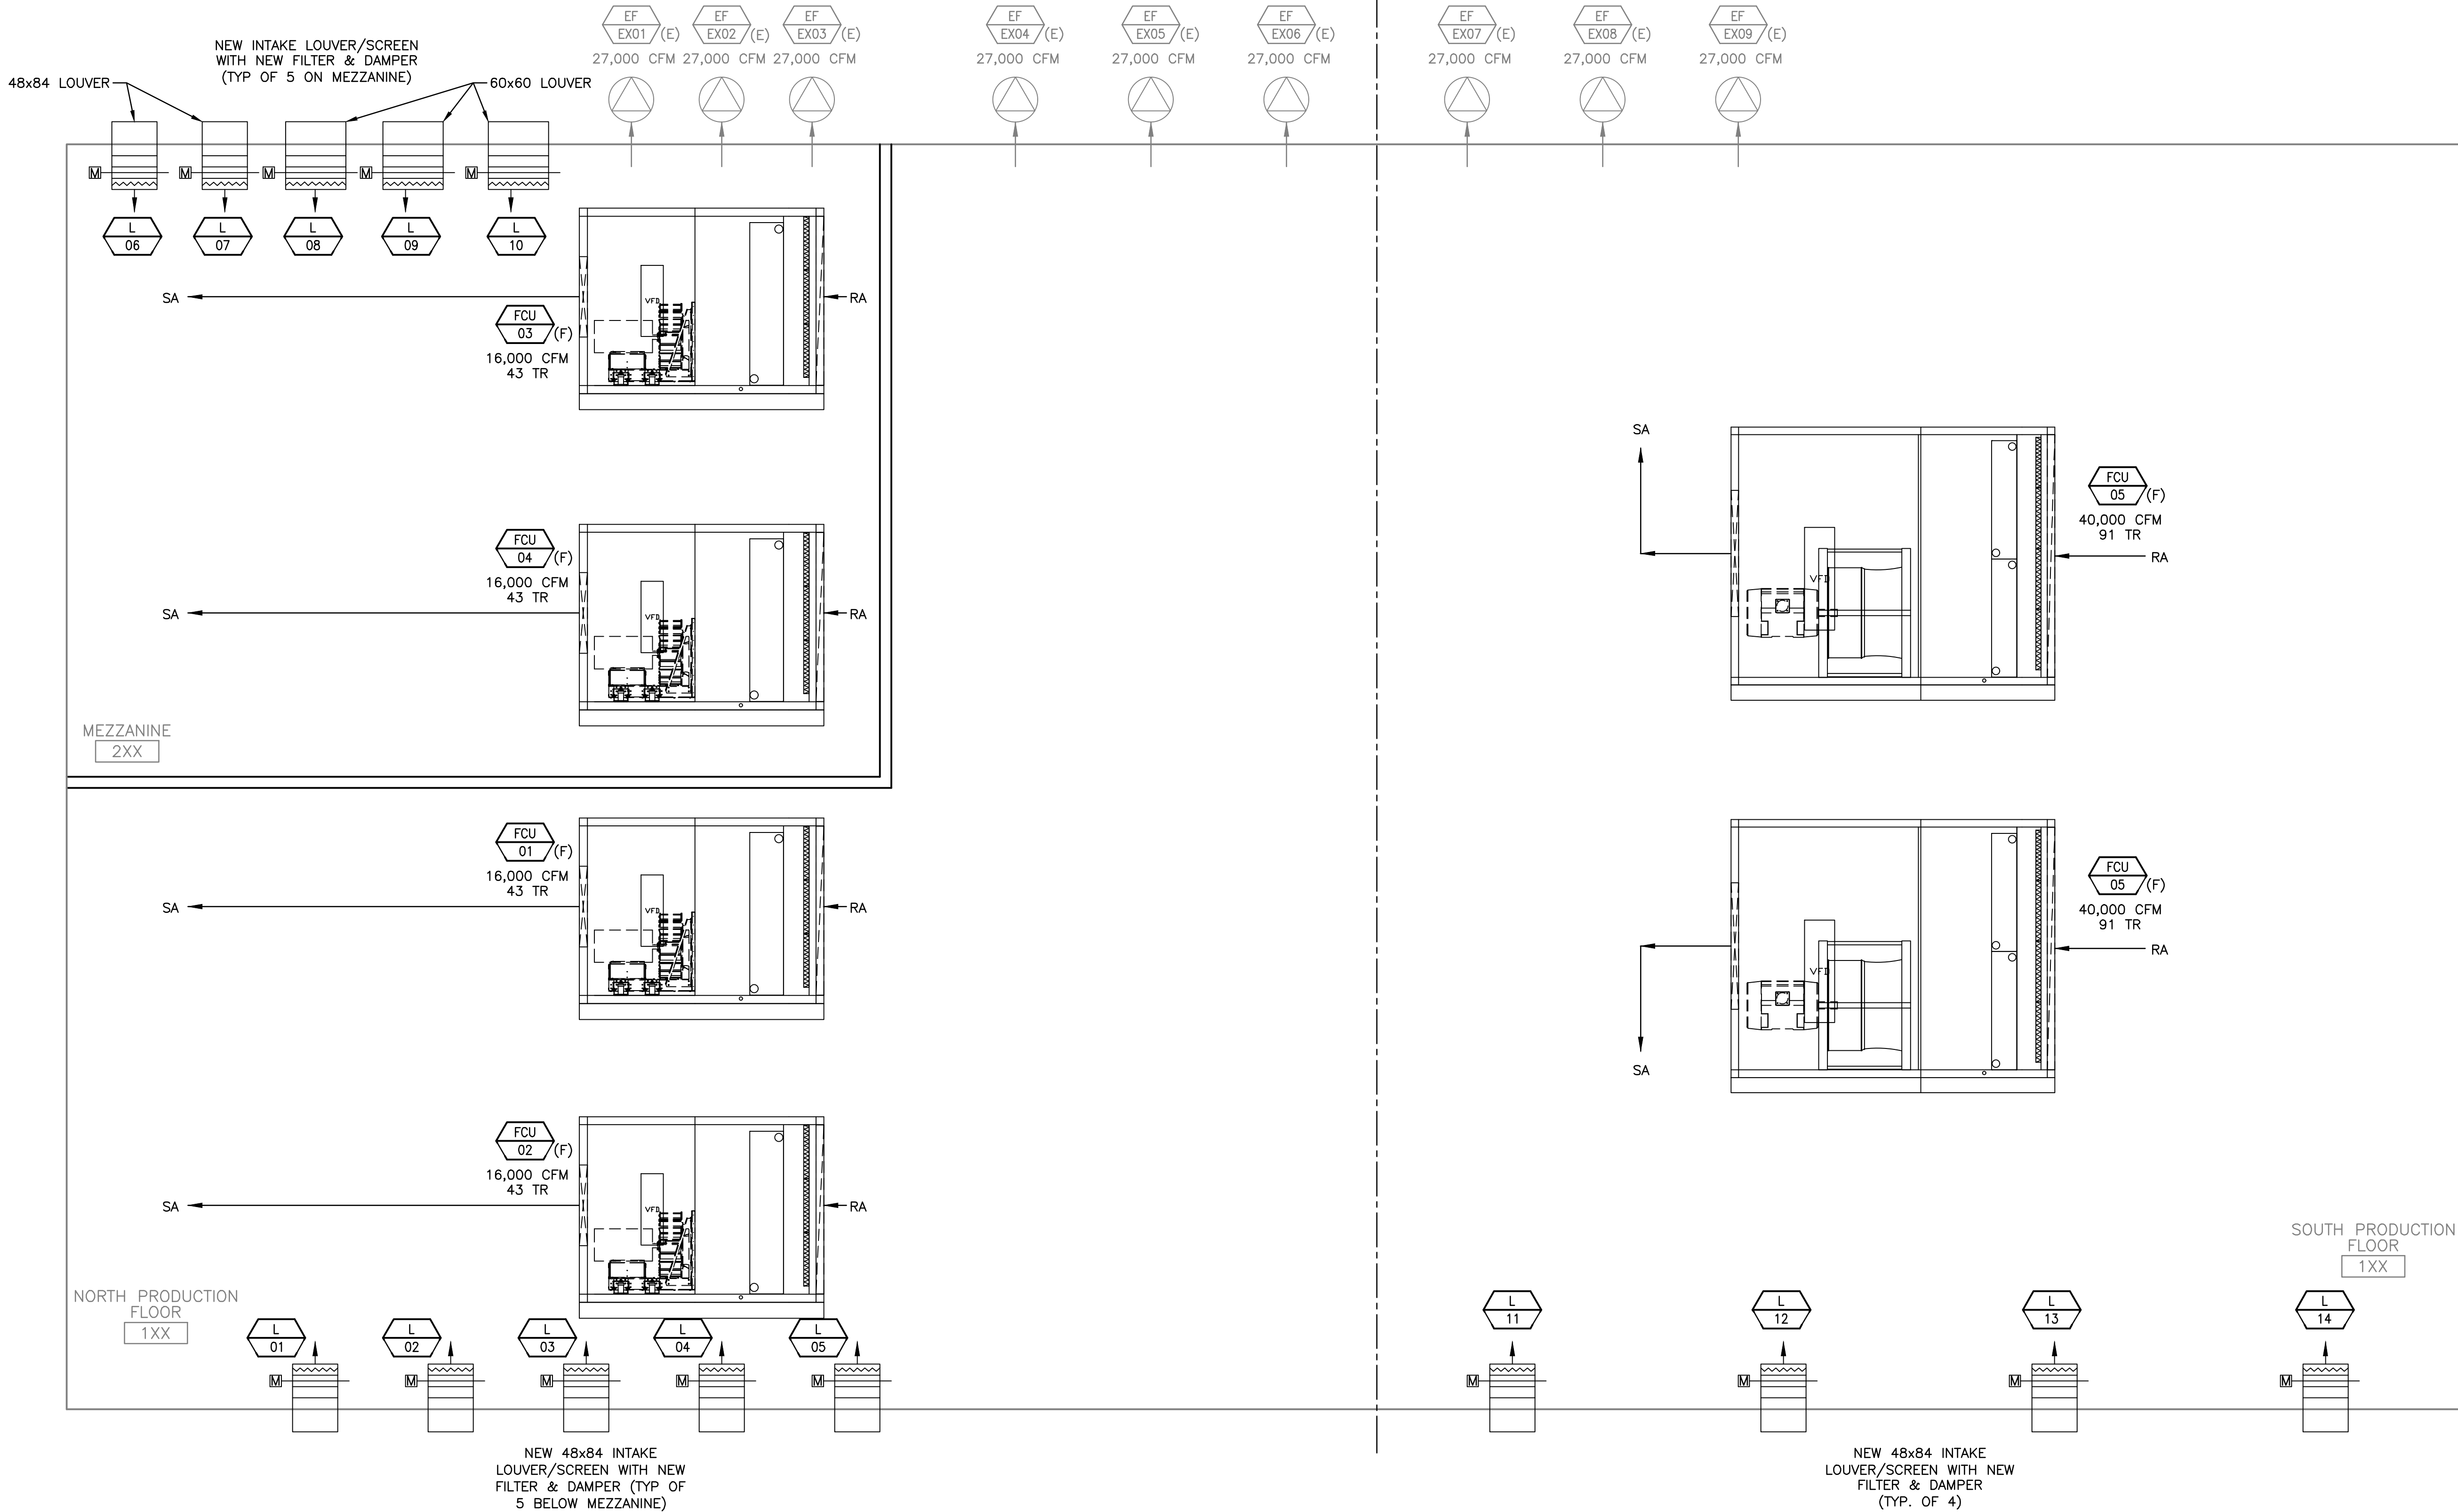 EF
EX01
(E)
27,000 CFM
EF
EX02
(E)
27,000 CFM
EF
EX03
(E)
27,000 CFM
EF
EX04
(E)
27,000 CFM
EF
EX05
(E)
27,000 CFM
EF
EX06
(E)
27,000 CFM
EF
EX07
(E)
27,000 CFM
EF
EX08
(E)
27,000 CFM
EF
EX09
(E)
27,000 CFM
NEW INTAKE LOUVER/SCREEN
WITH NEW FILTER & DAMPER
(TYP OF 5 ON MEZZANINE)
48x84 LOUVER
60x60 LOUVER
M
M
M
M
M
L
06
L
07
L
08
L
09
L
10
SA
FCU
03
(F)
16,000 CFM
43 TR
VFD
RA
SA
FCU
04
(F)
16,000 CFM
43 TR
VFD
RA
MEZZANINE
2XX
SA
FCU
01
(F)
16,000 CFM
43 TR
VFD
RA
SA
FCU
02
(F)
16,000 CFM
43 TR
VFD
RA
NORTH PRODUCTION
FLOOR
1XX
L
01
L
02
L
03
L
04
L
05
M
M
M
M
M
NEW 48x84 INTAKE
LOUVER/SCREEN WITH NEW
FILTER & DAMPER (TYP OF
5 BELOW MEZZANINE)
SA
VFD
FCU
05
(F)
40,000 CFM
91 TR
RA
VFD
SA
FCU
05
(F)
40,000 CFM
91 TR
RA
SOUTH PRODUCTION
FLOOR
1XX
L
11
L
12
L
13
L
14
M
M
M
M
NEW 48x84 INTAKE
LOUVER/SCREEN WITH NEW
FILTER & DAMPER
(TYP. OF 4)